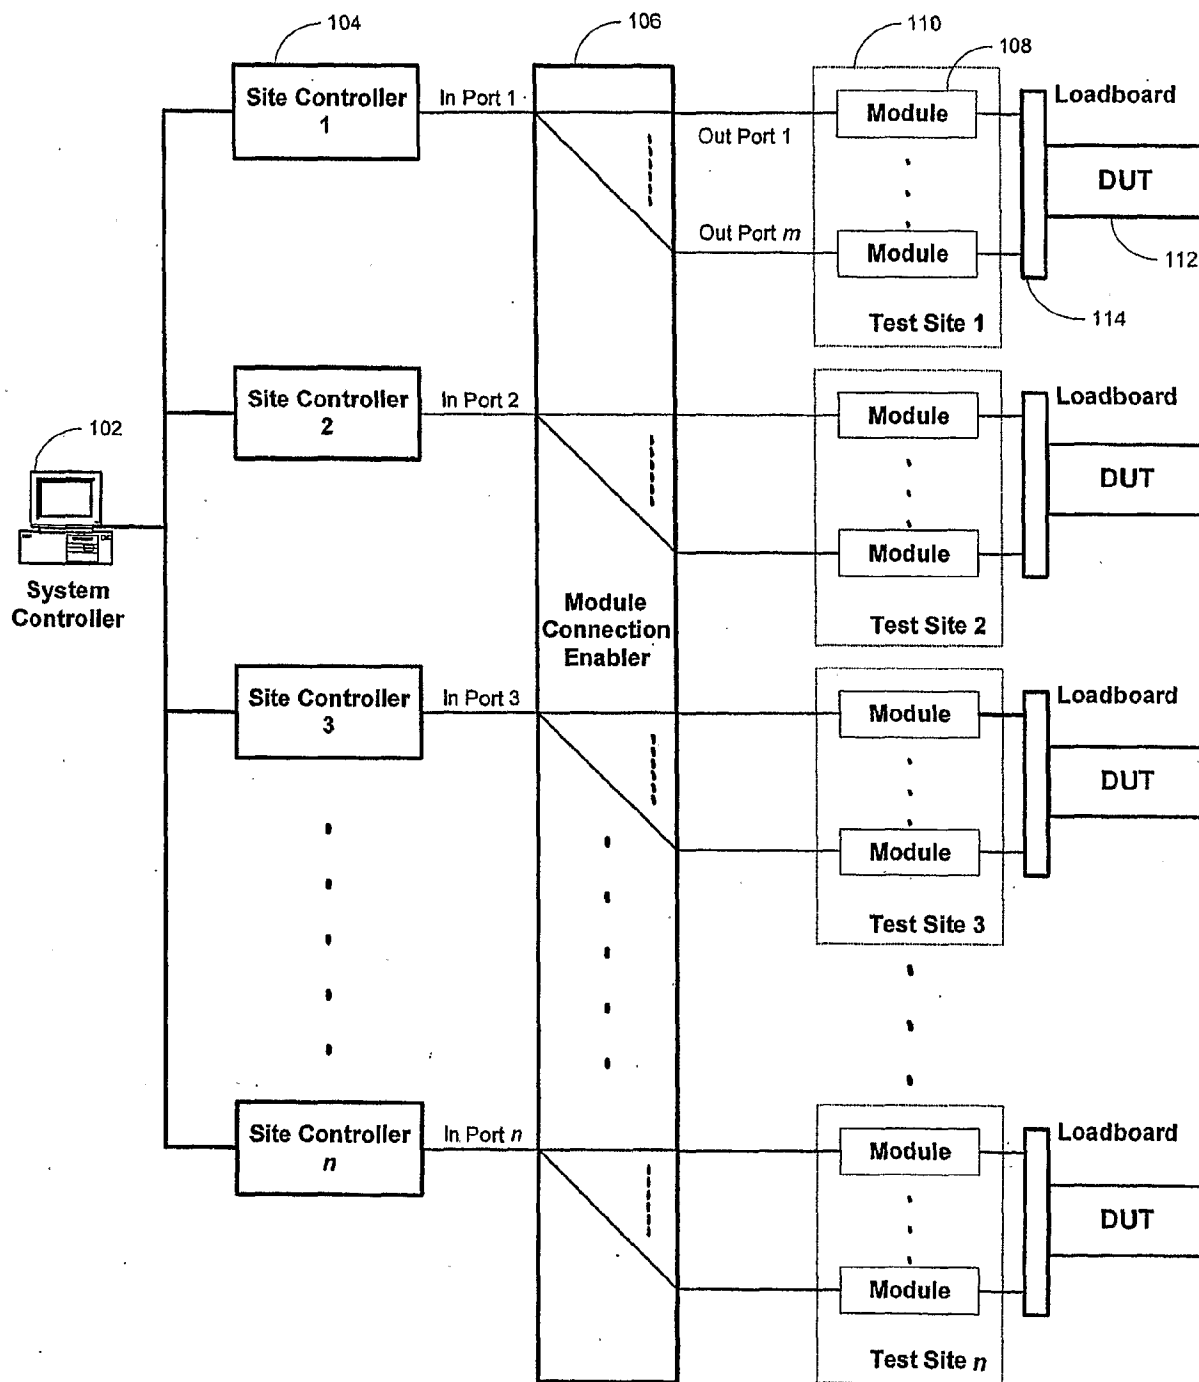 104
106
110
108
Site Controller
1
In Port 1
Out Port 1
Out Port m
Module
Module
Test Site 1
Loadboard
DUT
112
114
Site Controller
2
In Port 2
Module
Module
Test Site 2
Loadboard
DUT
102
System
Controller
Module
Connection
Enabler
Site Controller
3
In Port 3
Module
Module
Test Site 3
Loadboard
DUT
Site Controller
n
In Port n
Module
Module
Test Site n
Loadboard
DUT